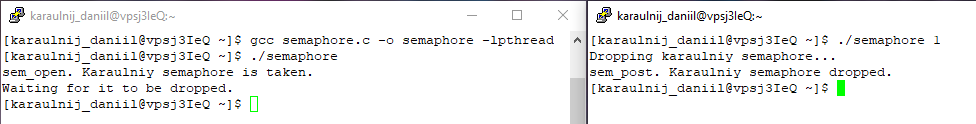 karaulnij_daniil@vpsj3IeQ:~
[karaulnij_daniil@vpsj3IeQ ~]$ gcc semaphore.c -o semaphore -lpthread
[karaulnij_daniil@vpsj3IeQ ~]$ ./semaphore
sem_open. Karaulniy semaphore is taken.
Waiting for it to be dropped.
[karaulnij_daniil@vpsj3IeQ ~]$
karaulnij_daniil@vpsj3IeQ:~
[karaulnij_daniil@vpsj3IeQ ~]$ ./semaphore 1
Dropping karaulniy semaphore...
sem_post. Karaulniy semaphore dropped.
[karaulnij_daniil@vpsj3IeQ ~]$